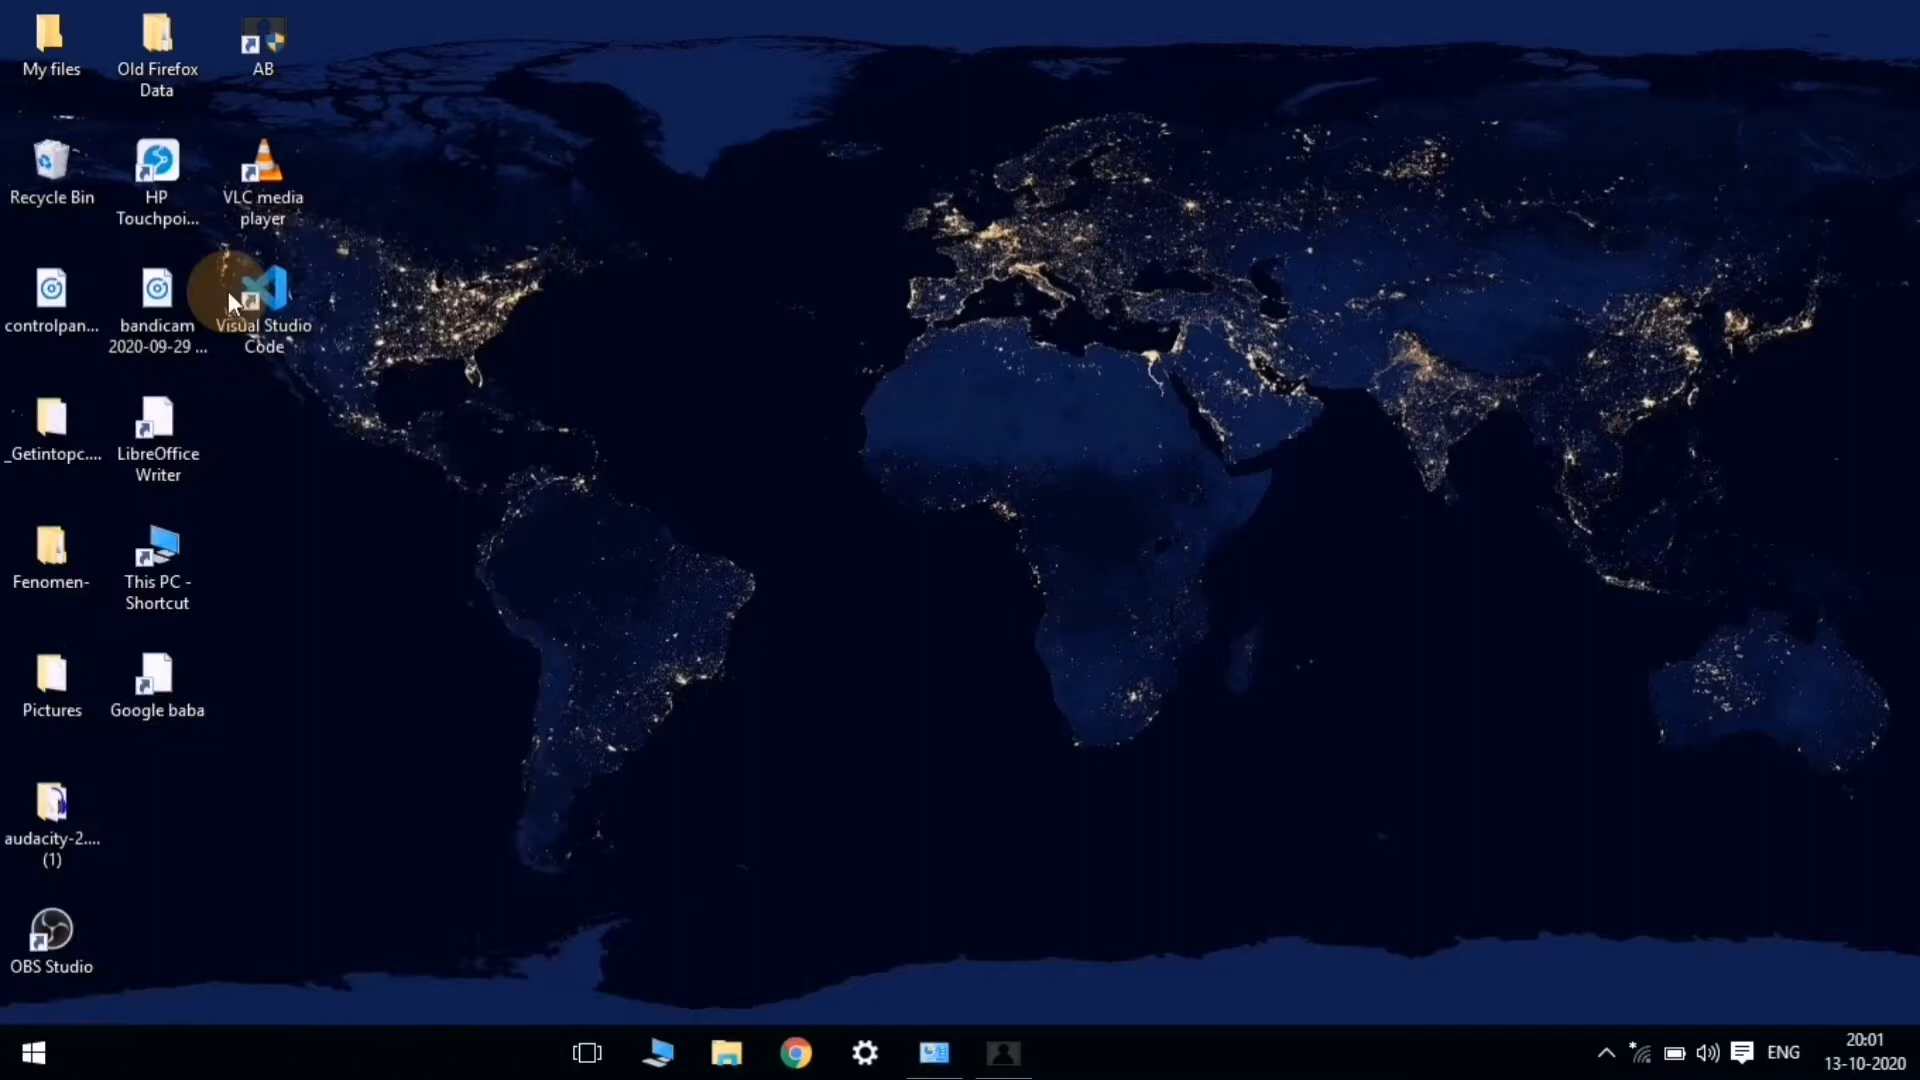 My files
Old Firefox
Data
AB
Recycle Bin
HP
Touchpoi...
VLC media
player
controlpan...
bandicam
2020-09-29 ...
Visual Studio
Code
_Getintopc....
LibreOffice
Writer
Fenomen-
This PC -
Shortcut
Pictures
Google baba
audacity-2....
(1)
OBS Studio
ENG
20:01
13-10-2020